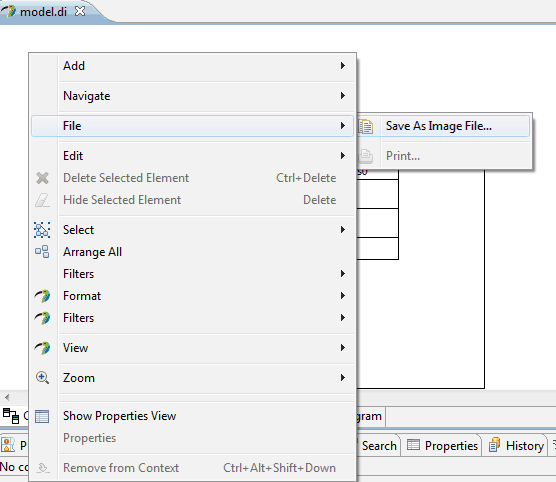 model.di
Add
Navigate
File
Save As Image File...
Edit
Print...
Delete Selected Element Ctrl+Delete
Hide Selected Element Delete
Select
Arrange All
Filters
Format
Filters
View
Zoom
Show Properties View
gram
Properties
Search Properties History
Remove from Context Ctrl+Alt+Shift+Down
No co